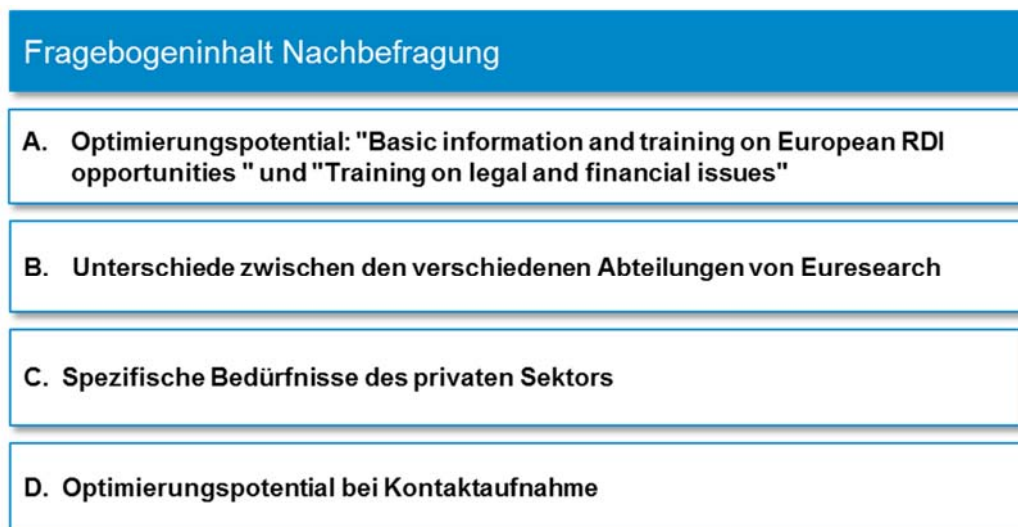 Fragebogeninhalt Nachbefragung
A. Optimierungspotential: "Basic information and training on European RDI
opportunities " und "Training on legal and financial issues"
B. Unterschiede zwischen den verschiedenen Abteilungen von Euresearch
C. Spezifische Bedürfnisse des privaten Sektors
D. Optimierungspotential bei Kontaktaufnahme